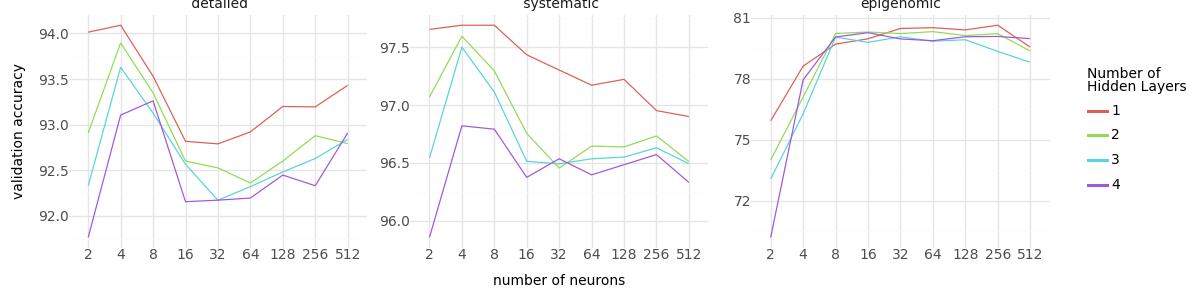 detailed
systematic
epigenomic
validation accuracy
94.0
93.5
93.0
92.5
92.0
97.5
97.0
96.5
96.0
81
78
75
72
2 4 8 16 32 64 128 256 512
2 4 8 16 32 64 128 256 512
2 4 8 16 32 64 128 256 512
number of neurons
Number of
Hidden Layers
1
2
3
4